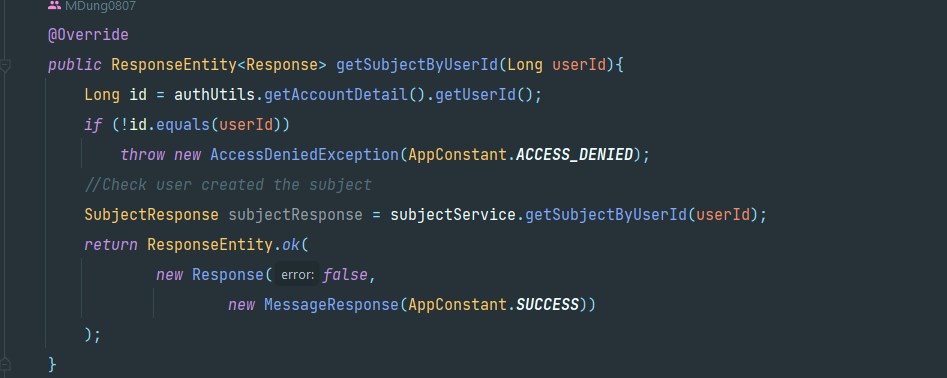 MDung0807
@Override
public ResponseEntity<Response> getSubjectByUserId(Long userId){
Long id = authUtils.getAccountDetail().getUserId();
if (!id.equals(userId))
throw new AccessDeniedException(AppConstant.ACCESS_DENIED);
//Check user created the subject
SubjectResponse subjectResponse = subjectService.getSubjectByUserId(userId);
return ResponseEntity.ok(
new Response( error: false,
new MessageResponse(AppConstant.SUCCESS))
);
}